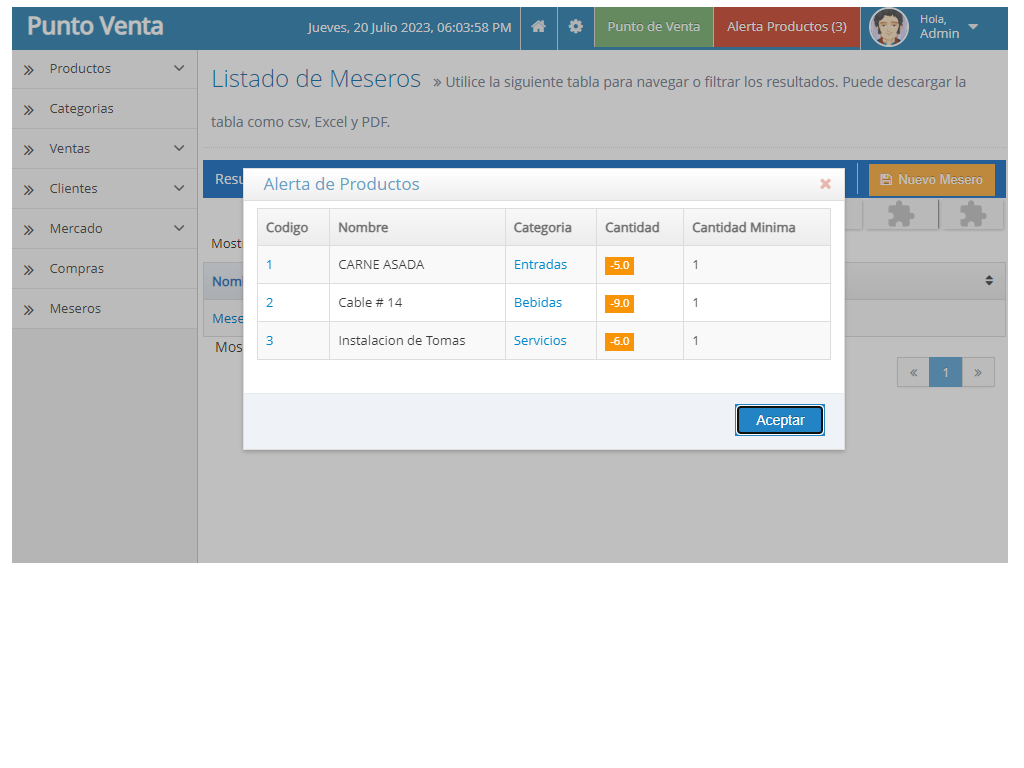 Punto Venta
Jueves, 20 Julio 2023, 06:03:58 PM
Punto de Venta
Alerta Productos (3)
Hola,
Admin
Productos
Categorias
Ventas
Clientes
Mercado
Compras
Meseros
Listado de Meseros » Utilice la siguiente tabla para navegar o filtrar los resultados. Puede descargar la
tabla como csv, Excel y PDF.
Resu
Nuevo Mesero
Most
Nom
Mese
Mos
« 1 »
Alerta de Productos
Codigo Nombre Categoria Cantidad Cantidad Minima
1 CARNE ASADA Entradas -5.0 1
2 Cable # 14 Bebidas -9.0 1
3 Instalacion de Tomas Servicios -6.0 1
Aceptar